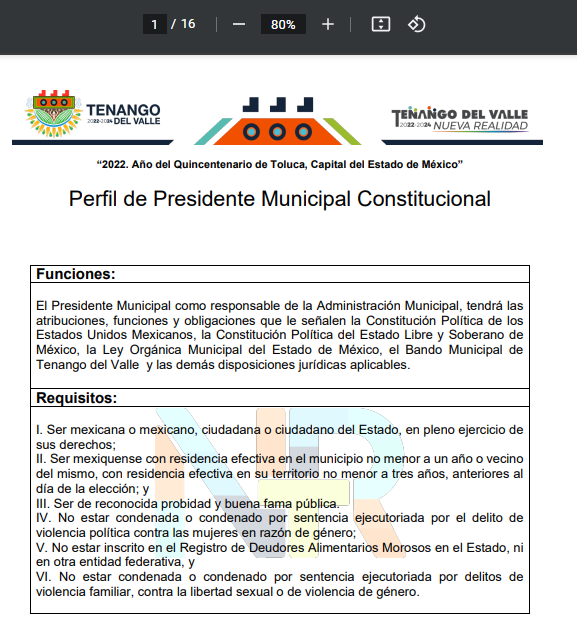 1 / 16 — 80% +
TENANGO
2022-2024 DEL VALLE
TENANGO DEL VALLE
2022-2024 NUEVA REALIDAD
“2022. Año del Quincentenario de Toluca, Capital del Estado de México”
Perfil de Presidente Municipal Constitucional
Funciones:
El Presidente Municipal como responsable de la Administración Municipal, tendrá las
atribuciones, funciones y obligaciones que le señalen la Constitución Política de los
Estados Unidos Mexicanos, la Constitución Política del Estado Libre y Soberano de
México, la Ley Orgánica Municipal del Estado de México, el Bando Municipal de
Tenango del Valle y las demás disposiciones jurídicas aplicables.
Requisitos:
I. Ser mexicana o mexicano, ciudadana o ciudadano del Estado, en pleno ejercicio de
sus derechos;
II. Ser mexiquense con residencia efectiva en el municipio no menor a un año o vecino
del mismo, con residencia efectiva en su territorio no menor a tres años, anteriores al
día de la elección; y
III. Ser de reconocida probidad y buena fama pública.
IV. No estar condenada o condenado por sentencia ejecutoriada por el delito de
violencia política contra las mujeres en razón de género;
V. No estar inscrito en el Registro de Deudores Alimentarios Morosos en el Estado, ni
en otra entidad federativa, y
VI. No estar condenada o condenado por sentencia ejecutoriada por delitos de
violencia familiar, contra la libertad sexual o de violencia de género.